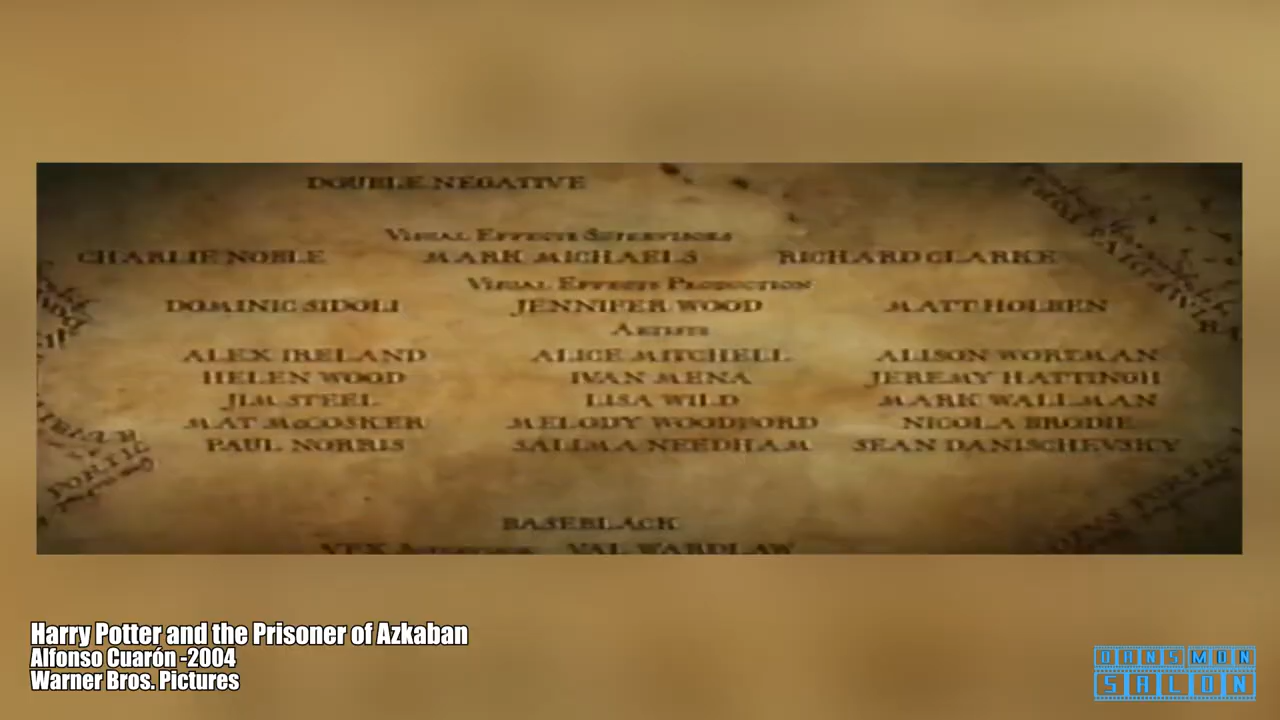 DOUBLE NEGATIVE
VISUAL EFFECTS SUPERVISORS
CHARLIE NOBLE MARK MICHAELS RICHARD CLARKE
VISUAL EFFECTS PRODUCTION
DOMINIC SIDOLI JENNIFER WOOD MATT HOLBEN
ARTISTS
ALEX IRELAND ALICE MITCHELL ALISON WORTMAN
HELEN WOOD IVAN MENA JEREMY HATTINGH
JIM STEEL LISA WILD MARK WALLMAN
MAT McCOSKER MELODY WOODFORD NICOLA BRODIE
PAUL NORRIS SALIMA NEEDHAM SEAN DANISCHEVSKY
BASEBLACK
VFX VAL WARDLAW
Harry Potter and the Prisoner of Azkaban
Alfonso Cuarón -2004
Warner Bros. Pictures
DANS MON
SALON